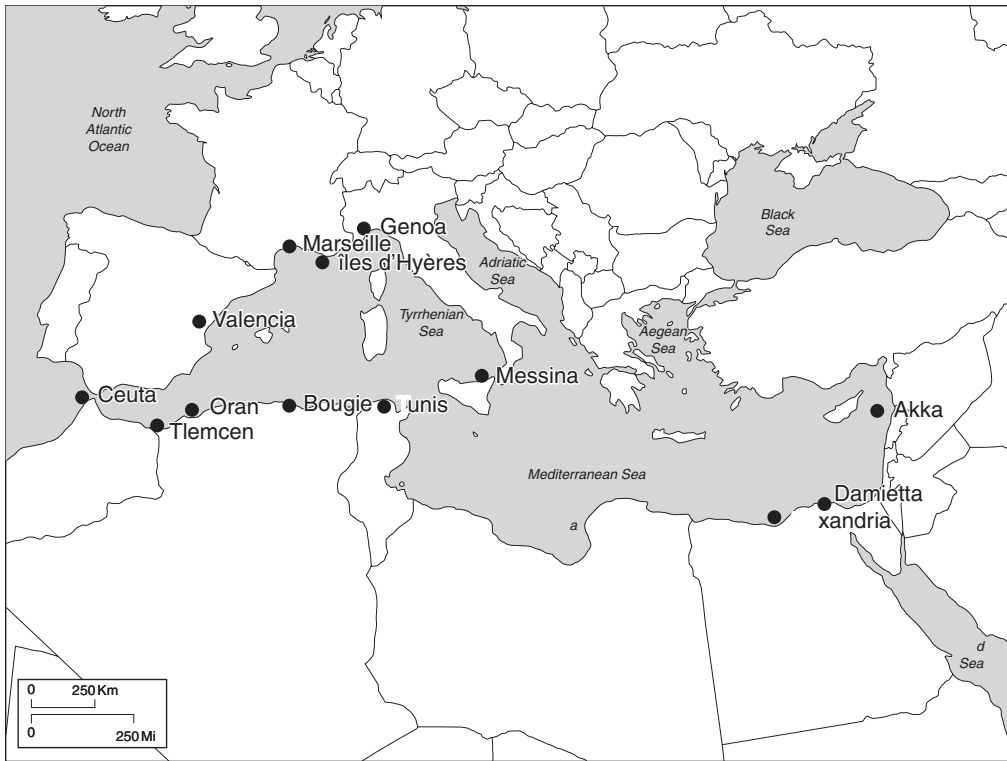 North
Atlantic
Ocean
Black
Sea
Genoa
Marseille
îles d'Hyères
Adriatic
Sea
Valencia
Tyrrhenian
Sea
Aegean
Sea
Messina
Ceuta
Oran
Bougie
Tunis
Akka
Tlemcen
Mediterranean Sea
Damietta
xandria
a
d
Sea
0 250 Km
0 250 Mi